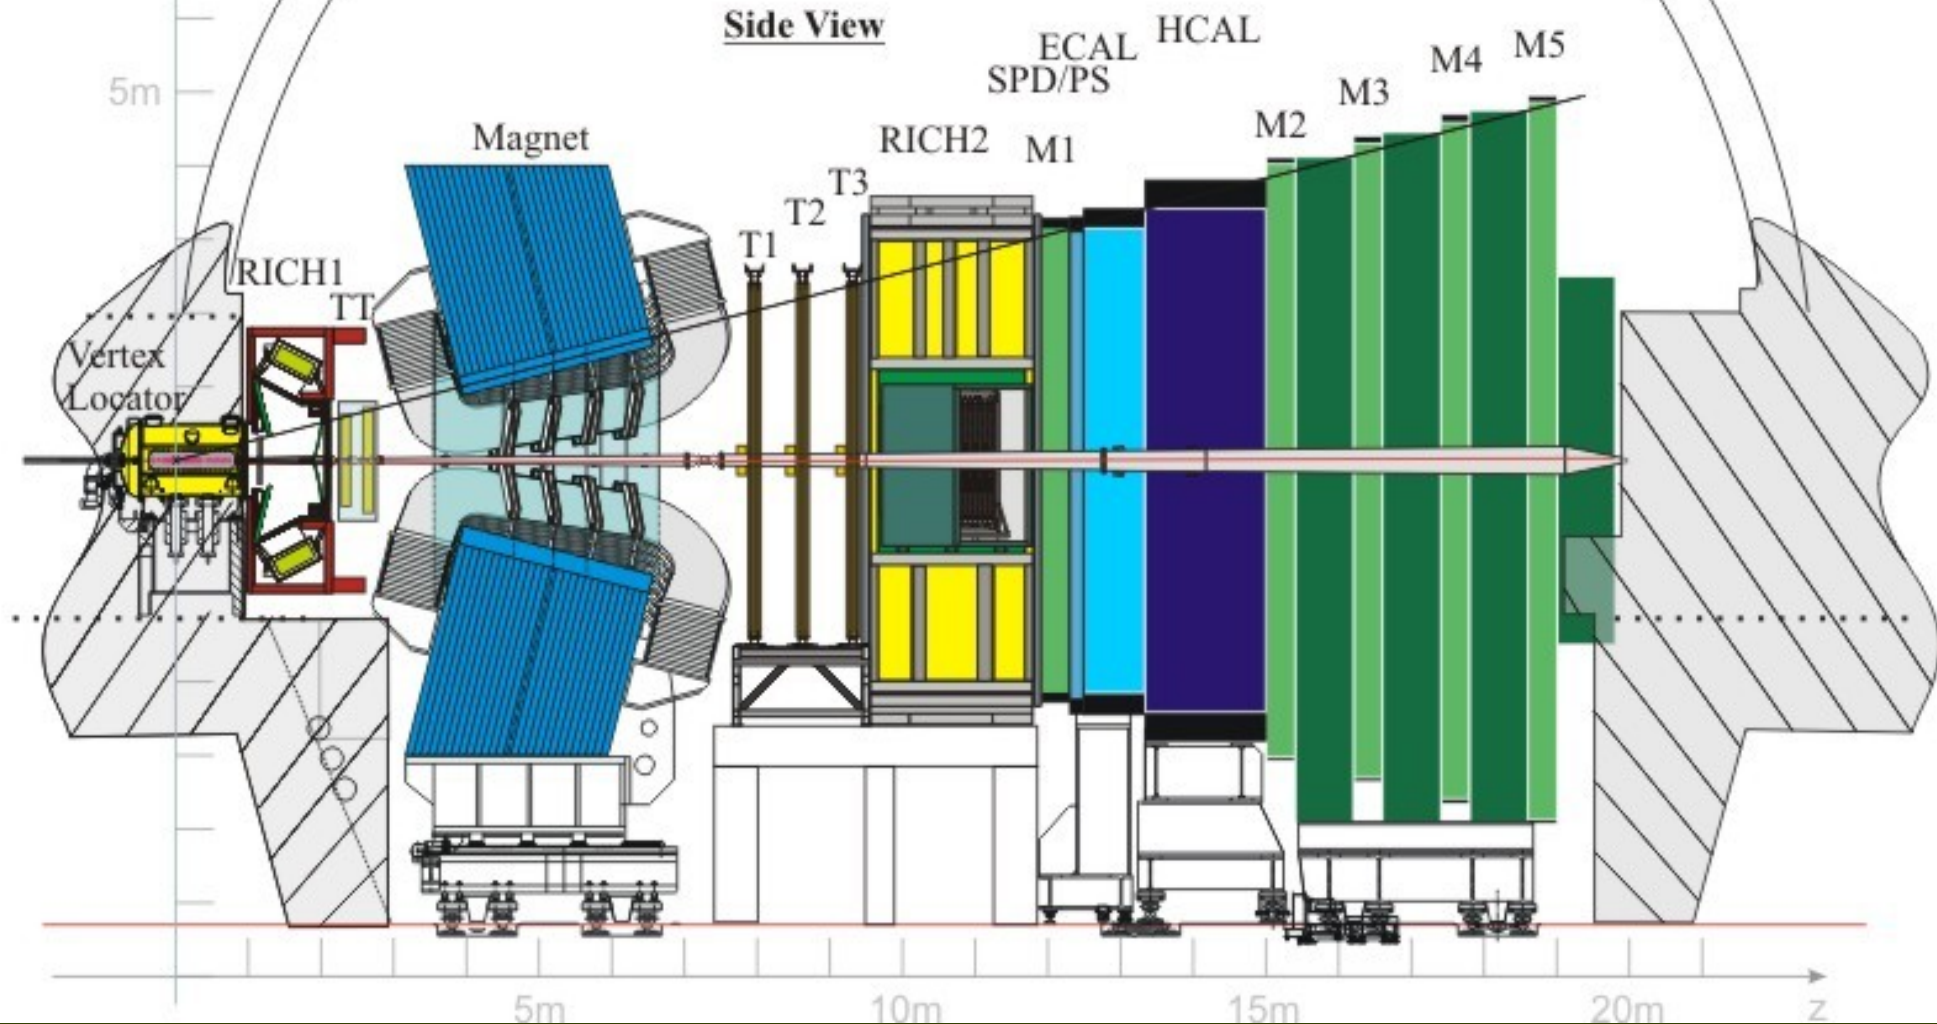 Side View
HCAL
ECAL
SPD/PS
M5
M4
M3
M2
5m
Magnet
RICH2
M1
T3
T2
T1
RICH1
TT
Vertex
Locator
5m
10m
15m
20m
z